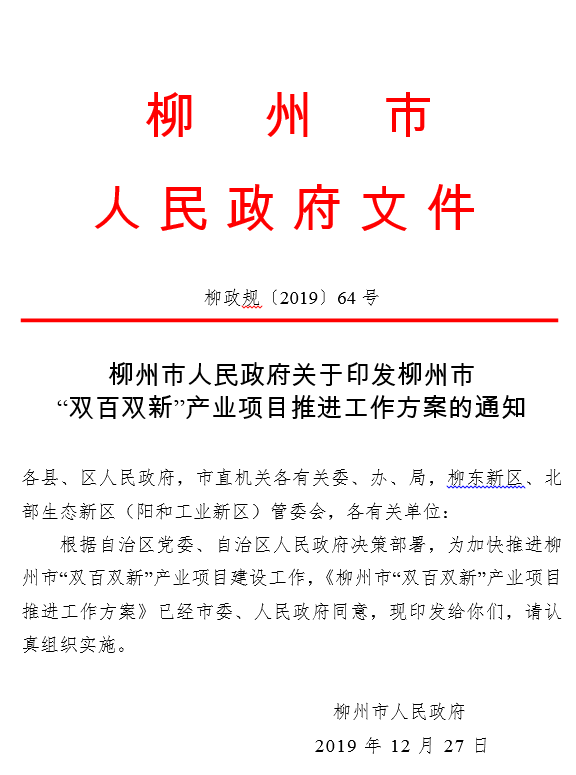 柳州市
人民政府文件
柳政规〔2019〕64 号
柳州市人民政府关于印发柳州市
“双百双新”产业项目推进工作方案的通知
各县、区人民政府，市直机关各有关委、办、局，柳东新区、北
部生态新区（阳和工业新区）管委会，各有关单位：
根据自治区党委、自治区人民政府决策部署，为加快推进柳
州市“双百双新”产业项目建设工作，《柳州市“双百双新”产业项目
推进工作方案》已经市委、人民政府同意，现印发给你们，请认
真组织实施。
柳州市人民政府
2019 年 12 月 27 日